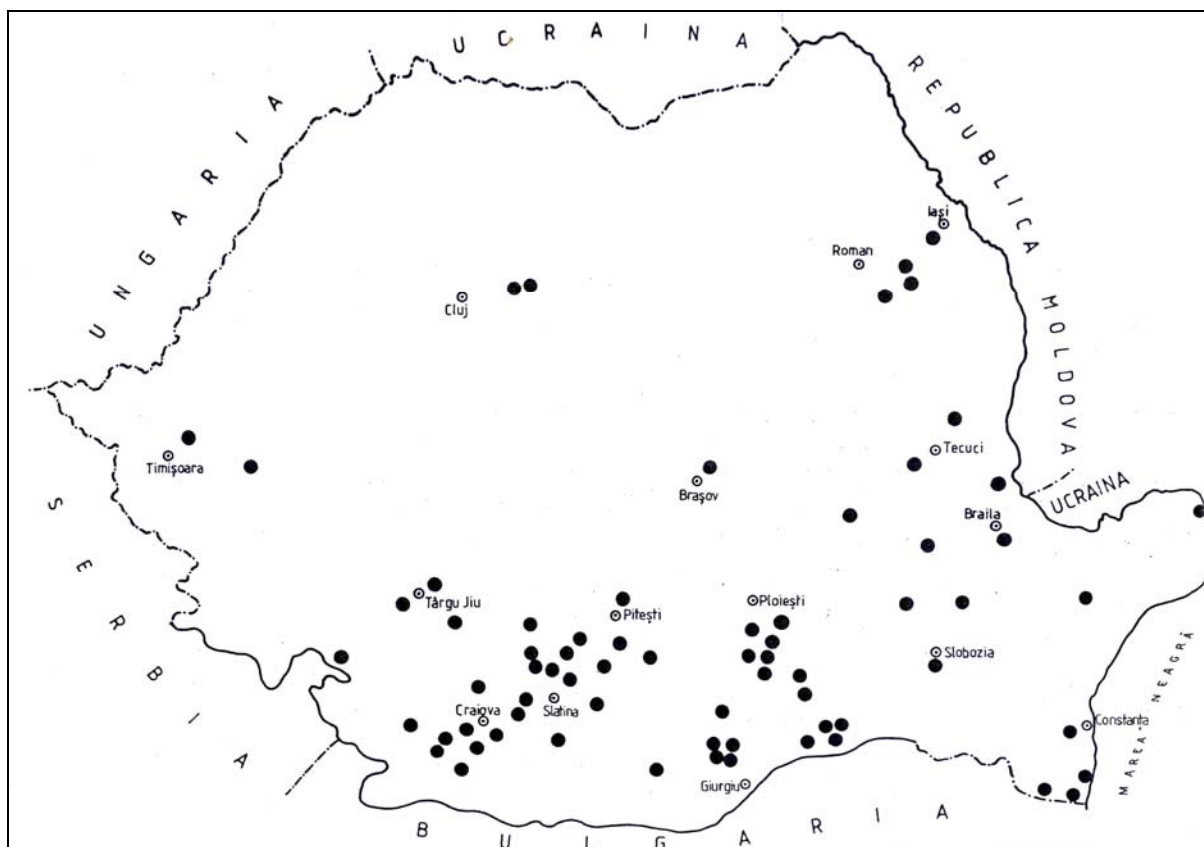 UCRAINA
UNGARIA
REPUBLICA MOLDOVA
Iaşi
Roman
Cluj
Tecuci
Timişoara
Braşov
UCRAINA
Braila
SERBIA
Târgu Jiu
Piteşti
Ploieşti
Slobozia
Slatina
Craiova
Constanta
MAREA NEAGRĂ
Giurgiu
BULGARIA